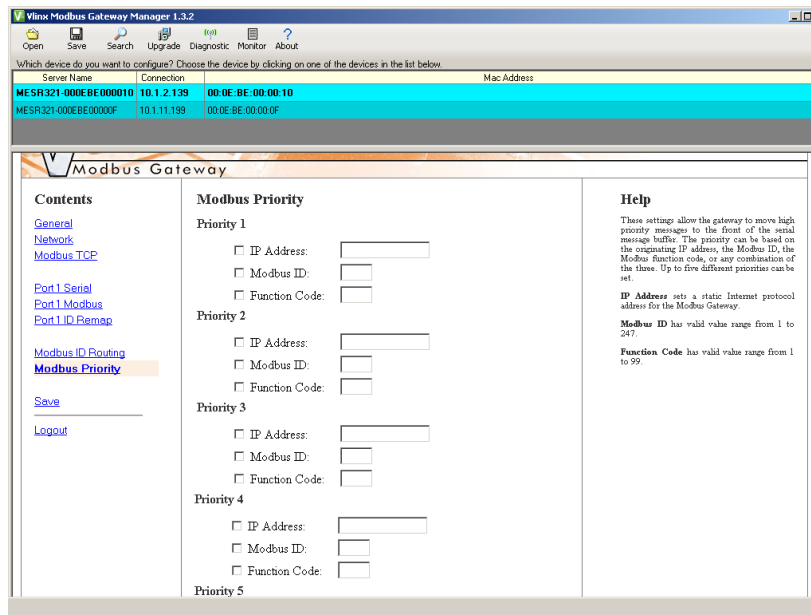 Vlinx Modbus Gateway Manager 1.3.2
Open Save Search Upgrade Diagnostic Monitor About
Which device do you want to configure? Choose the device by clicking on one of the devices in the list below.
Server Name Connection Mac Address
MESR321-000EBE000010 10.1.2.139 00:0E:BE:00:00:10
MESR321-000EBE00000F 10.1.11.199 00:0E:BE:00:00:0F
Modbus Gateway
Contents
General
Network
Modbus TCP
Port1 Serial
Port1 Modbus
Port1 ID Remap
Modbus ID Routing
Modbus Priority
Save
Logout
Modbus Priority
Priority 1
IP Address:
Modbus ID:
Function Code:
Priority 2
IP Address:
Modbus ID:
Function Code:
Priority 3
IP Address:
Modbus ID:
Function Code:
Priority 4
IP Address:
Modbus ID:
Function Code:
Priority 5
Help
These settings allow the gateway to move high
priority messages to the front of the serial
message buffer. The priority can be based on
the originating IP address, the Modbus ID, the
Modbus function code, or any combination of
the three. Up to five different priorities can be
set.
IP Address sets a static Internet protocol
address for the Modbus Gateway.
Modbus ID has valid value range from 1 to
247.
Function Code has valid value range from 1
to 99.